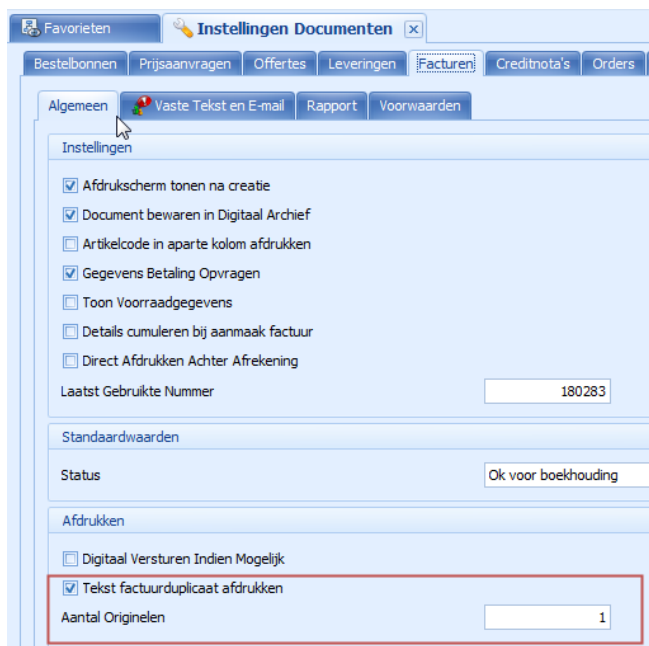 Favorieten
Instellingen Documenten
Bestelbonnen Prijsaanvragen Offertes Leveringen Facturen Creditnota's Orders
Algemeen Vaste Tekst en E-mail Rapport Voorwaarden
Instellingen
Afdrukscherm tonen na creatie
Document bewaren in Digitaal Archief
Artikelcode in aparte kolom afdrukken
Gegevens Betaling Opvragen
Toon Voorraadgegevens
Details cumuleren bij aanmaak factuur
Direct Afdrukken Achter Afrekening
Laatst Gebruikte Nummer 180283
Standaardwaarden
Status Ok voor boekhouding
Afdrukken
Digitaal Versturen Indien Mogelijk
Tekst factuurduplicaat afdrukken
Aantal Originelen 1